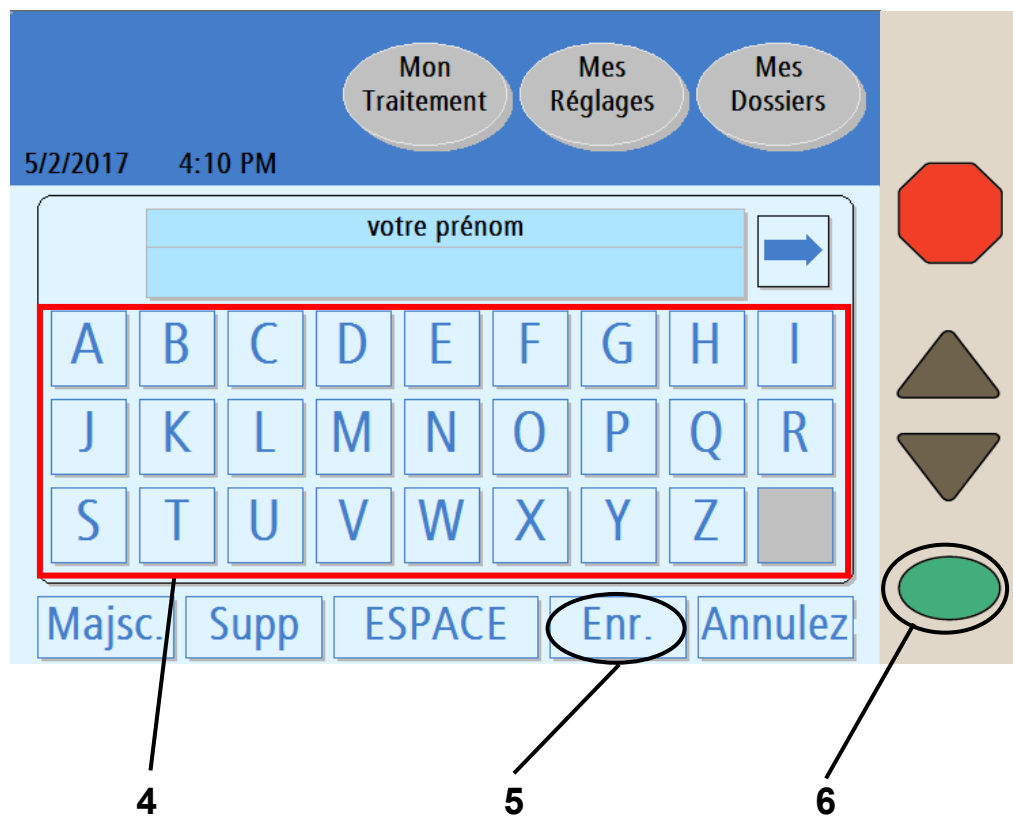 Mon
Traitement
Mes
Réglages
Mes
Dossiers
5/2/2017 4:10 PM
votre prénom
A B C D E F G H I
J K L M N O P Q R
S T U V W X Y Z
Majsc. Supp ESPACE Enr. Annulez
4 5 6